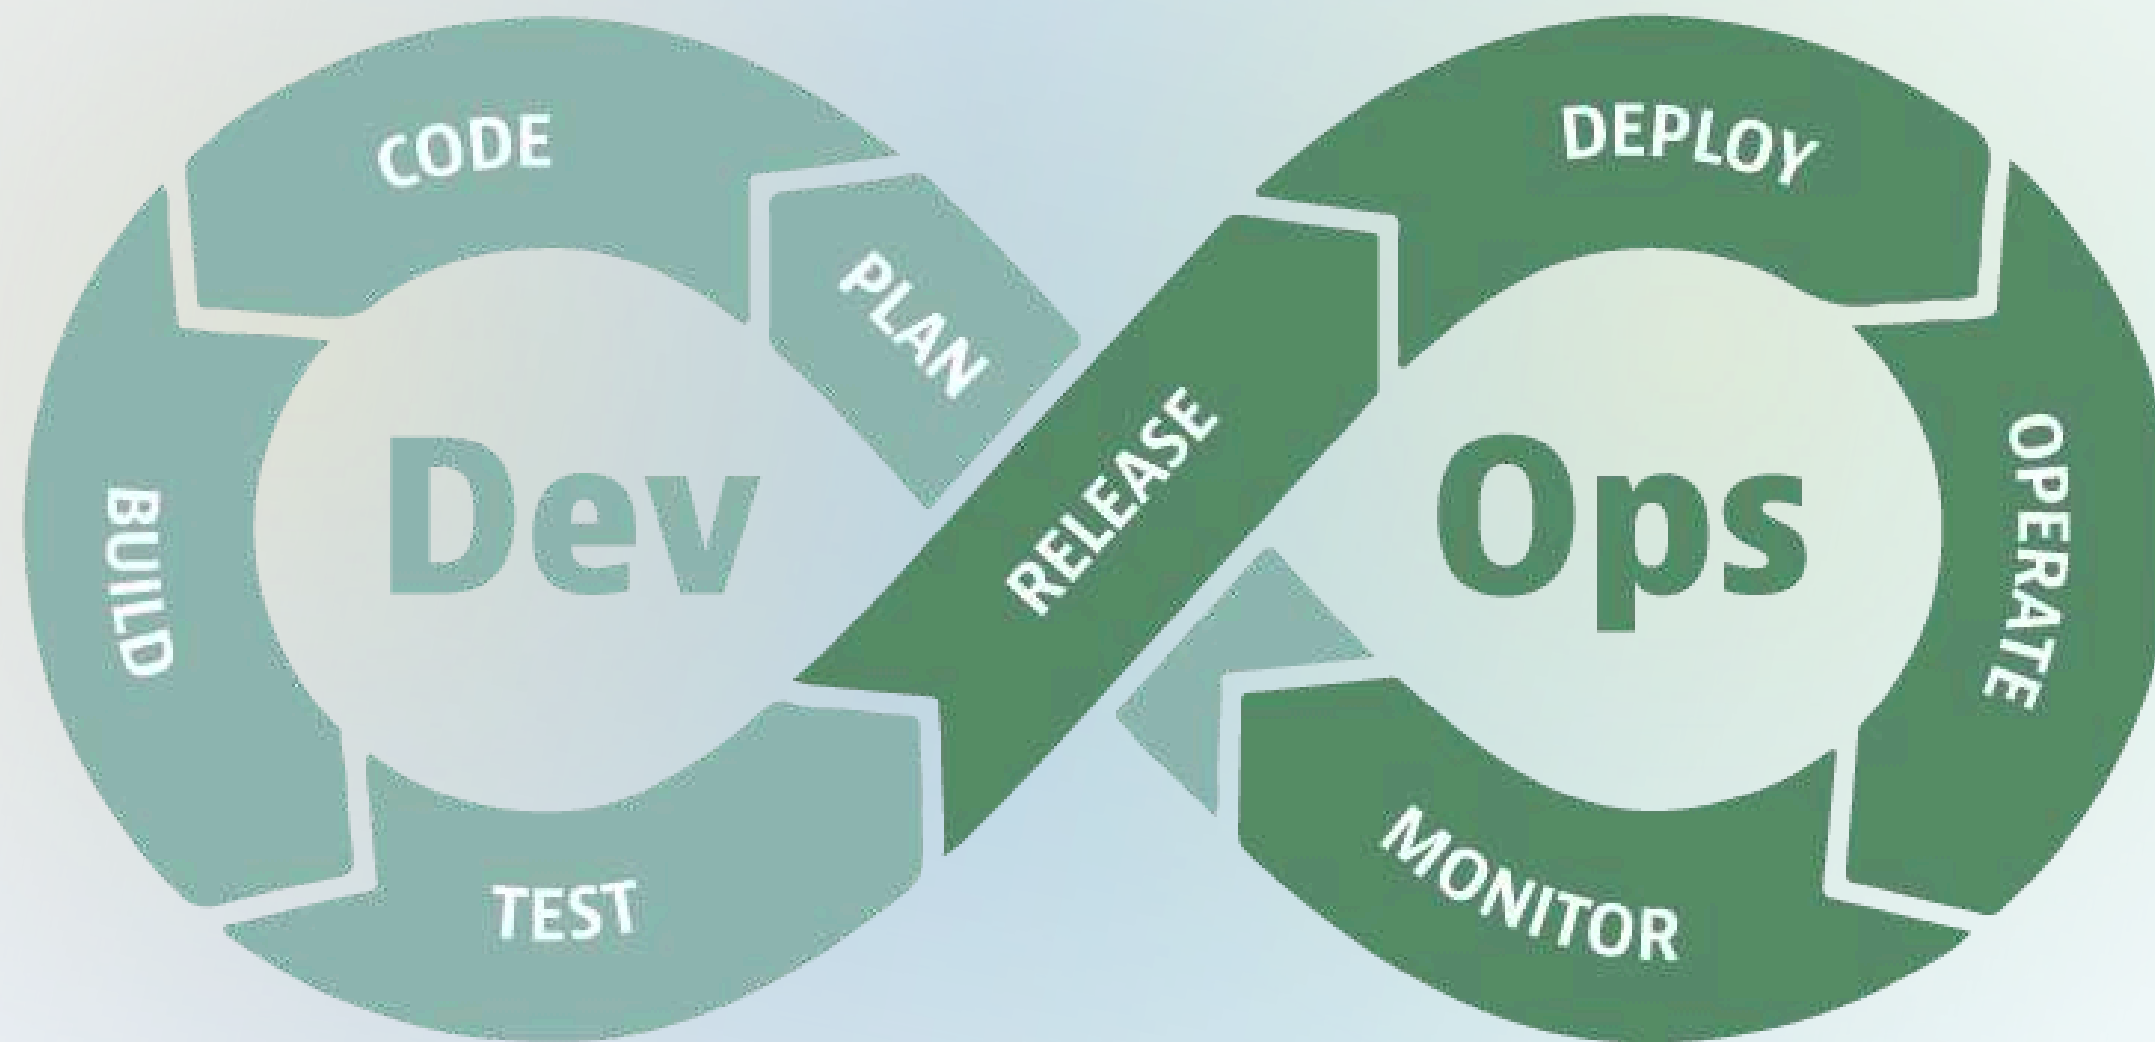 PLAN
CODE
BUILD
TEST
RELEASE
DEPLOY
OPERATE
MONITOR
Dev
Ops